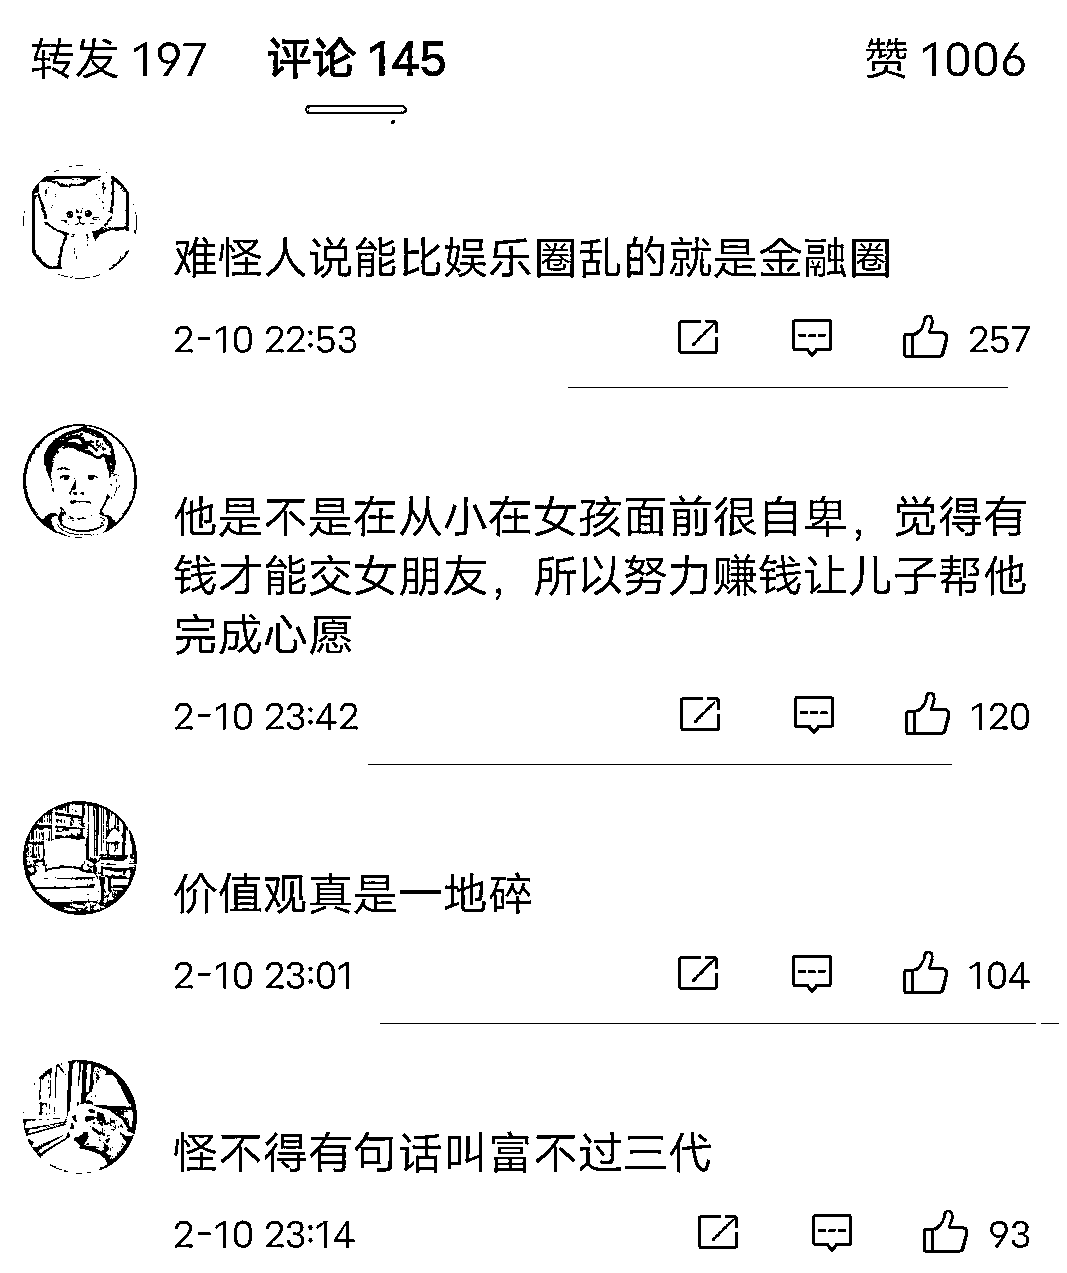 转发 197 评论 145 赞 1006
难怪人说能比娱乐圈乱的就是金融圈
2-10 22:53 257
他是不是在从小在女孩面前很自卑，觉得有
钱才能交女朋友，所以努力赚钱让儿子帮他
完成心愿
2-10 23:42 120
价值观真是一地碎
2-10 23:01 104
怪不得有句话叫富不过三代
2-10 23:14 93